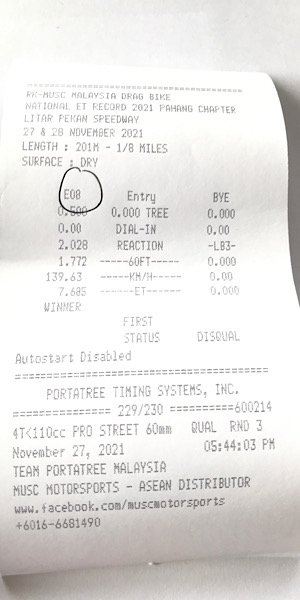 RK-MUSC MALAYSIA DRAG BIKE
NATIONAL ET RECORD 2021 PAHANG CHAPTER
LITAR PEKAN SPEEDWAY
27 & 28 NOVEMBER 2021
LENGTH : 201M - 1/8 MILES
SURFACE : DRY
E08 Entry BYE
0.500 0.000 TREE 0.000
0.00 DIAL-IN 0.00
2.028 REACTION -LB3-
1.772 -----60FT----- 0.000
139.63 -----KM/H----- 0.00
7.685 ------ET------ 0.000
WINNER
FIRST
STATUS DISQUAL
Autostart Disabled
======================================
PORTATREE TIMING SYSTEMS, INC.
=============== 229/230 ==========600214
4T<110cc PRO STREET 60mm QUAL RND 3
November 27, 2021 05:44:03 PM
TEAM PORTATREE MALAYSIA
MUSC MOTORSPORTS - ASEAN DISTRIBUTOR
www.facebook.com/muscmotorsports
+6016-6681490